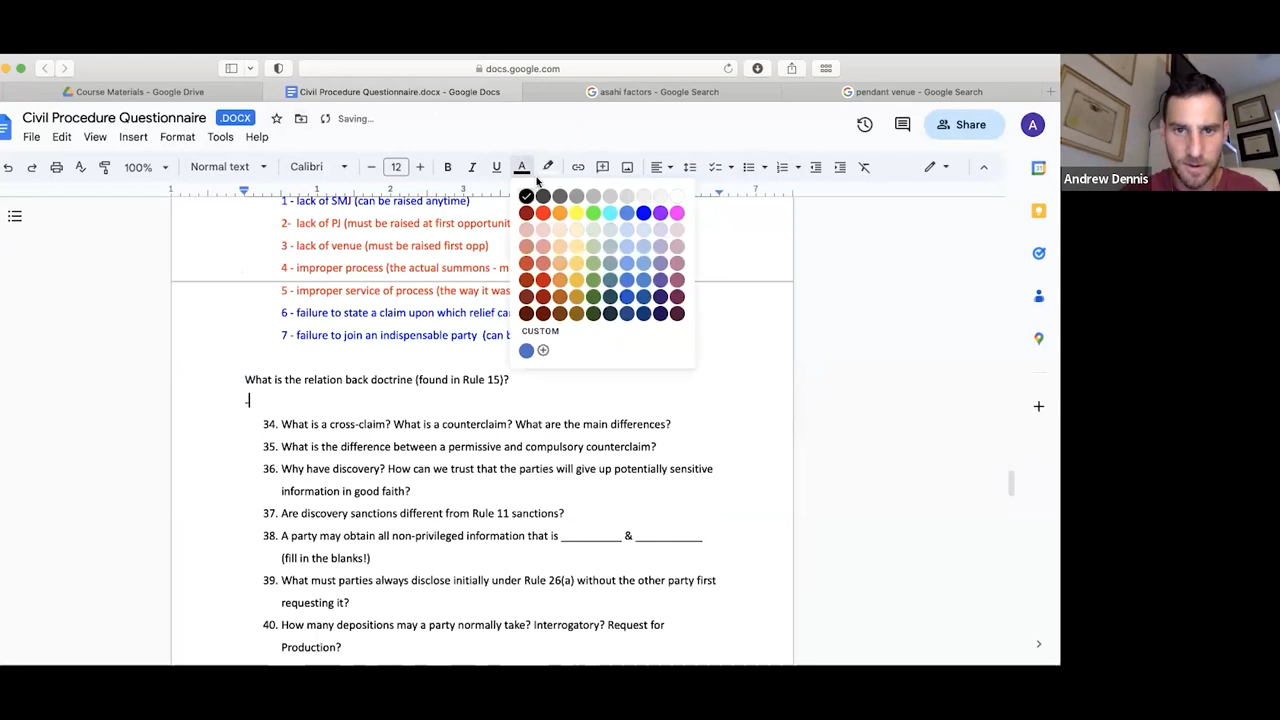 docs.google.com
Course Materials – Google Drive
Civil Procedure Questionnaire.docx - Google Docs
asahi factors – Google Search
pendant venue – Google Search
Civil Procedure Questionnaire
.DOCX
Saving...
Share
A
File Edit View Insert Format Tools Help
100% Normal text Calibri 12 B I U A
1 1 2 3 7
1 - lack of SMJ (can be raised anytime)
2- lack of PJ (must be raised at first opportunit
3 - lack of venue (must be raised first opp)
4 - improper process (the actual summons - m
5 - improper service of process (the way it was
6 - failure to state a claim upon which relief ca
7 - failure to join an indispensable party (can b
CUSTOM
What is the relation back doctrine (found in Rule 15)?
-
34. What is a cross-claim? What is a counterclaim? What are the main differences?
35. What is the difference between a permissive and compulsory counterclaim?
36. Why have discovery? How can we trust that the parties will give up potentially sensitive
information in good faith?
37. Are discovery sanctions different from Rule 11 sanctions?
38. A party may obtain all non-privileged information that is __________ & ___________
(fill in the blanks!)
39. What must parties always disclose initially under Rule 26(a) without the other party first
requesting it?
40. How many depositions may a party normally take? Interrogatory? Request for
Production?
Andrew Dennis